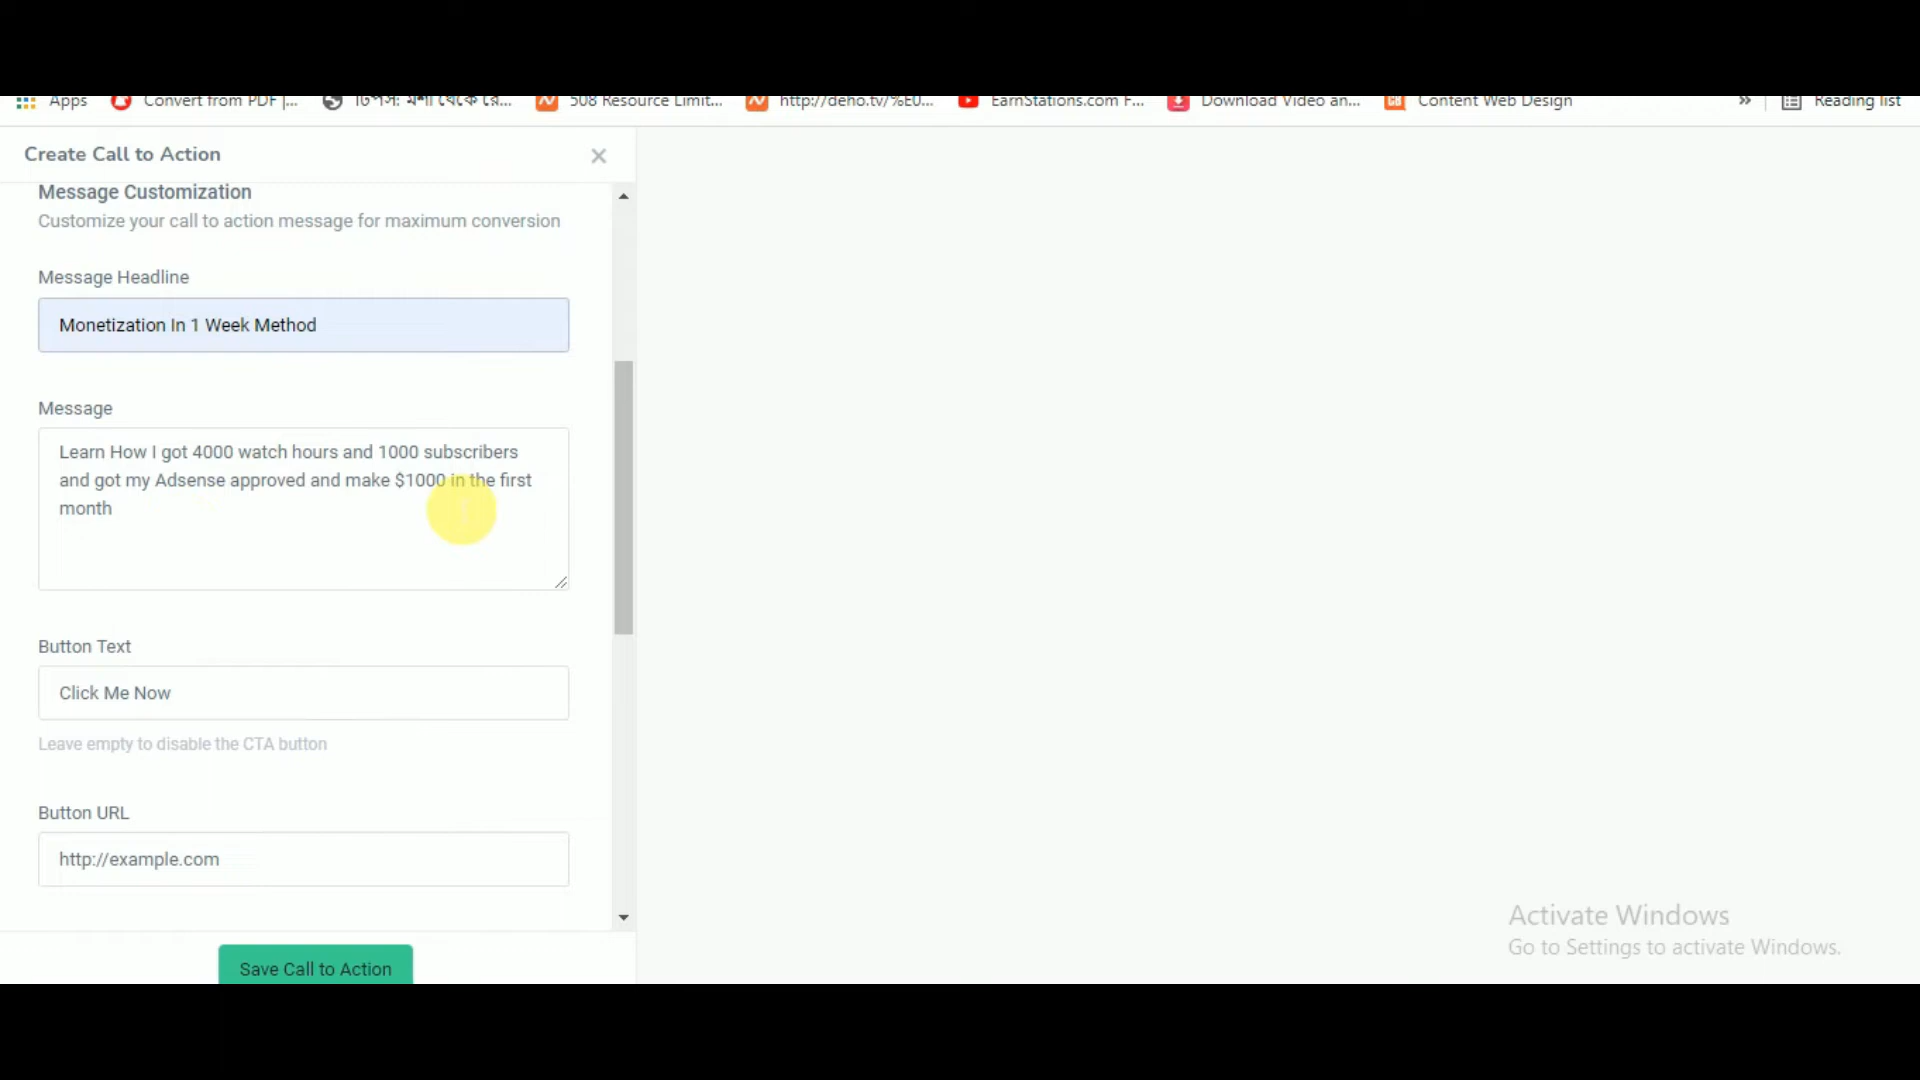 Apps Convert from PDF |... টিপস: মশা থেকে রে... 508 Resource Limit... http://deho.tv/%E0... EarnStations.com F... Download Video an... Content Web Design » Reading list
Create Call to Action ×
Message Customization
Customize your call to action message for maximum conversion
Message Headline
Monetization In 1 Week Method
Message
Learn How I got 4000 watch hours and 1000 subscribers
and got my Adsense approved and make $1000 in the first
month
Button Text
Click Me Now
Leave empty to disable the CTA button
Button URL
http://example.com
Save Call to Action
Activate Windows
Go to Settings to activate Windows.